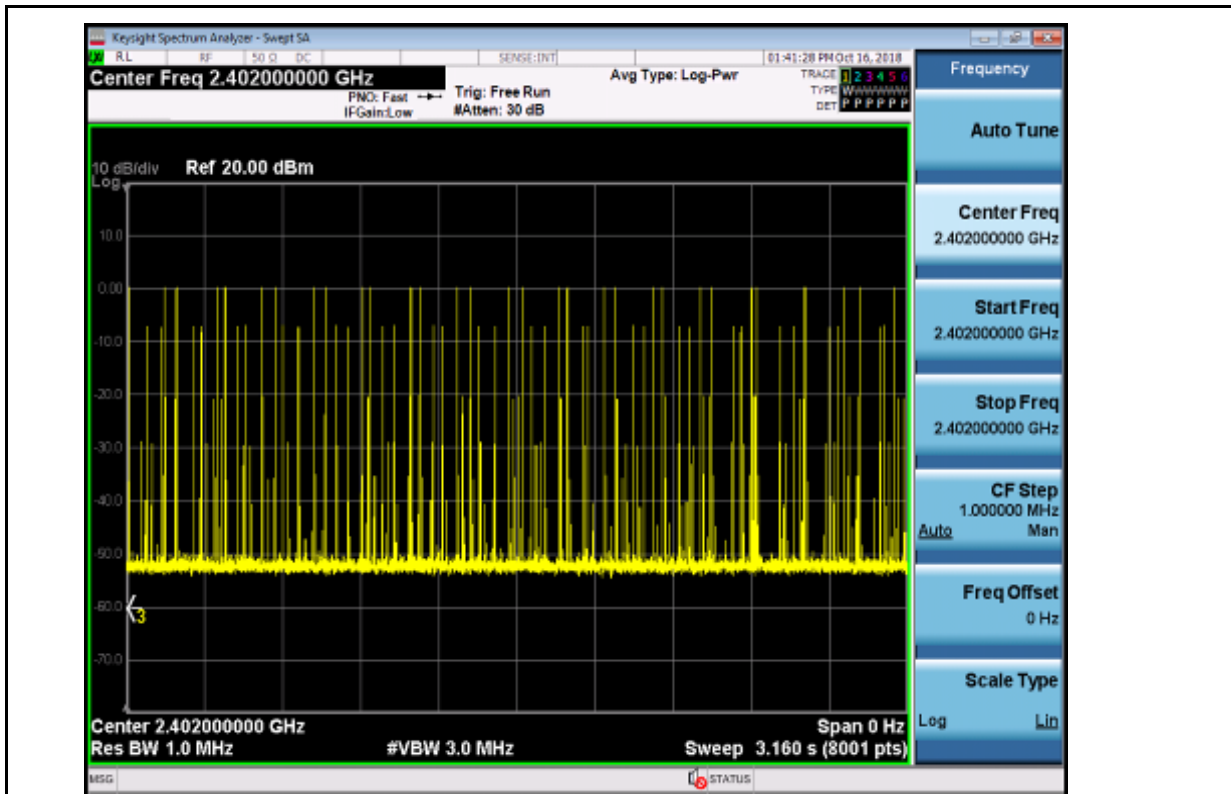 Keysight Spectrum Analyzer - Swept SA
RL RF 50 Ω DC SENSE:INT 01:41:28 PM Oct 16, 2018
Center Freq 2.402000000 GHz
PNO: Fast
IFGain:Low
Trig: Free Run
#Atten: 30 dB
Avg Type: Log-Pwr
TRACE 1 2 3 4 5 6
TYPE WWWWWW
DET P P P P P P
10 dB/div Ref 20.00 dBm
Log
10.0
0.00
-10.0
-20.0
-30.0
-40.0
-50.0
-60.0
3
-70.0
Center 2.402000000 GHz Span 0 Hz
Res BW 1.0 MHz #VBW 3.0 MHz Sweep 3.160 s (8001 pts)
MSG STATUS
Frequency
Auto Tune
Center Freq
2.402000000 GHz
Start Freq
2.402000000 GHz
Stop Freq
2.402000000 GHz
CF Step
1.000000 MHz
Auto Man
Freq Offset
0 Hz
Scale Type
Log Lin